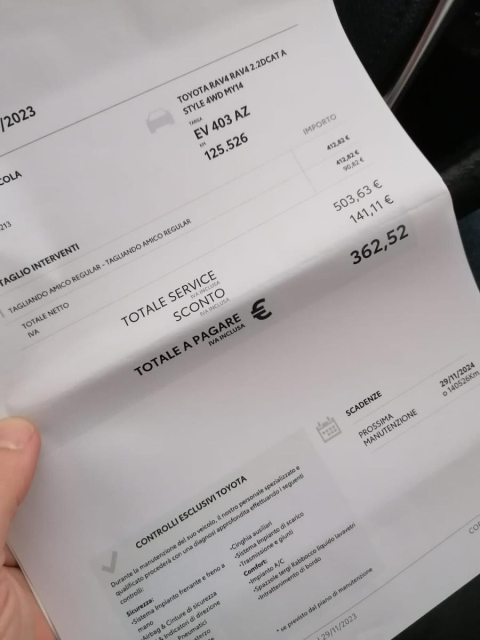 /2023
TOYOTA RAV4 RAV4 2.2DCAT A
STYLE 4WD MY14
TARGA
EV 403 AZ
KM
125.526
COLA
213
IMPORTO
TAGLIO INTERVENTI
412,82 €
TAGLIANDO AMICO REGULAR - TAGLIANDO AMICO REGULAR
TOTALE NETTO
412,82 €
IVA
90,82 €
TOTALE SERVICE
IVA INCLUSA
503,63 €
SCONTO
IVA INCLUSA
141,11 €
TOTALE A PAGARE €
IVA INCLUSA
362,52
SCADENZE
PROSSIMA
MANUTENZIONE
29/11/2024
o 140526Km
CONTROLLI ESCLUSIVI TOYOTA
Durante la manutenzione del suo veicolo, il nostro personale specializzato e
qualificato procederà con una diagnosi approfondita effettuando i seguenti
controlli:
Sicurezza:
-Sistema Impianto frenante e freno a
mano
-Airbag & Cinture di sicurezza
& Indicatori di direzione
pneumatici
-Cinghia ausiliari
-Sistema Impianto di scarico
-Trasmissione e giunti
Comfort:
-Impianto A/C
-Spazzole tergi Rabbocco liquido lavavetri
-Intrattenimento di bordo
* se previsto dal piano di manutenzione
29/11/2023